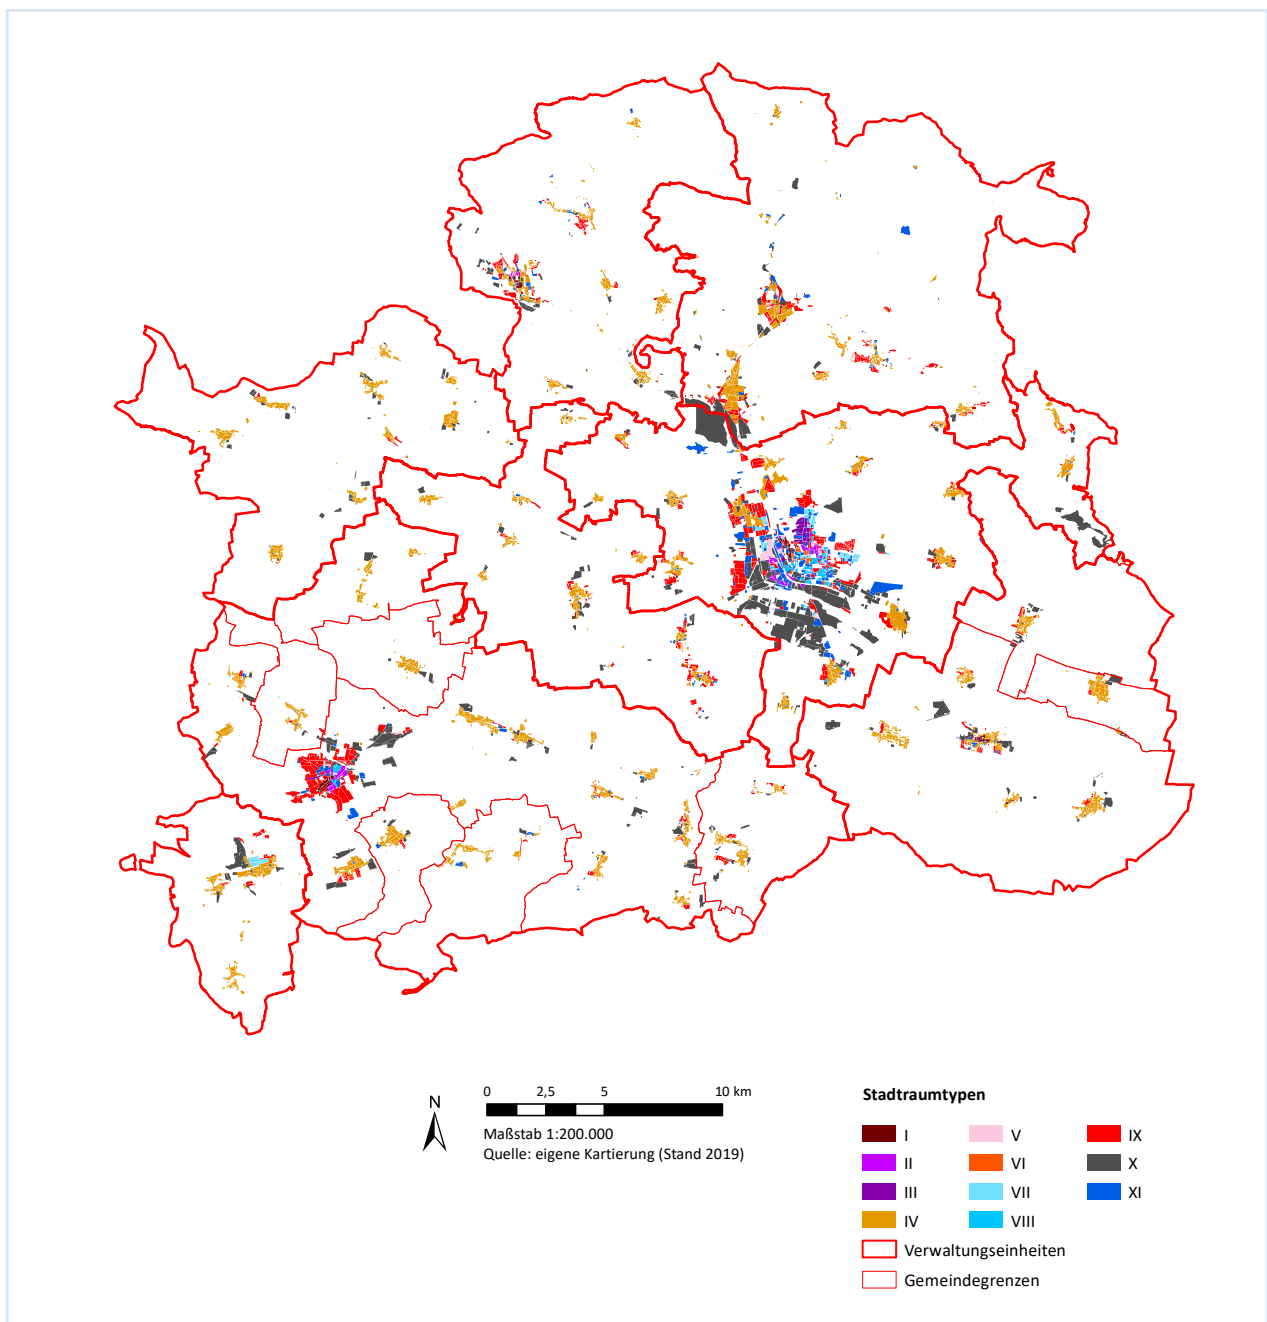 N
0 2,5 5 10 km
Maßstab 1:200.000
Quelle: eigene Kartierung (Stand 2019)
Stadtraumtypen
I V IX
II VI X
III VII XI
IV VIII
Verwaltungseinheiten
Gemeindegrenzen